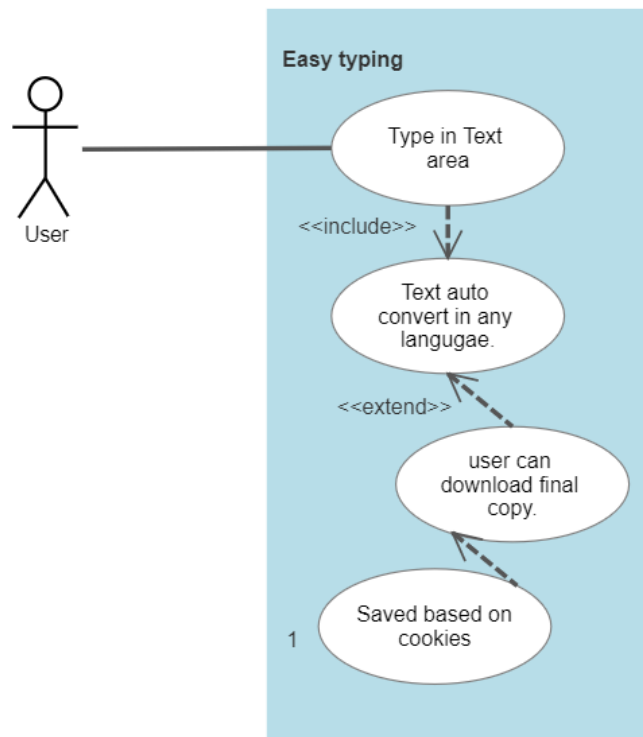 Easy typing
Type in Text
area
User
<<include>>
Text auto
convert in any
langugae.
<<extend>>
user can
download final
copy.
Saved based on
cookies
1